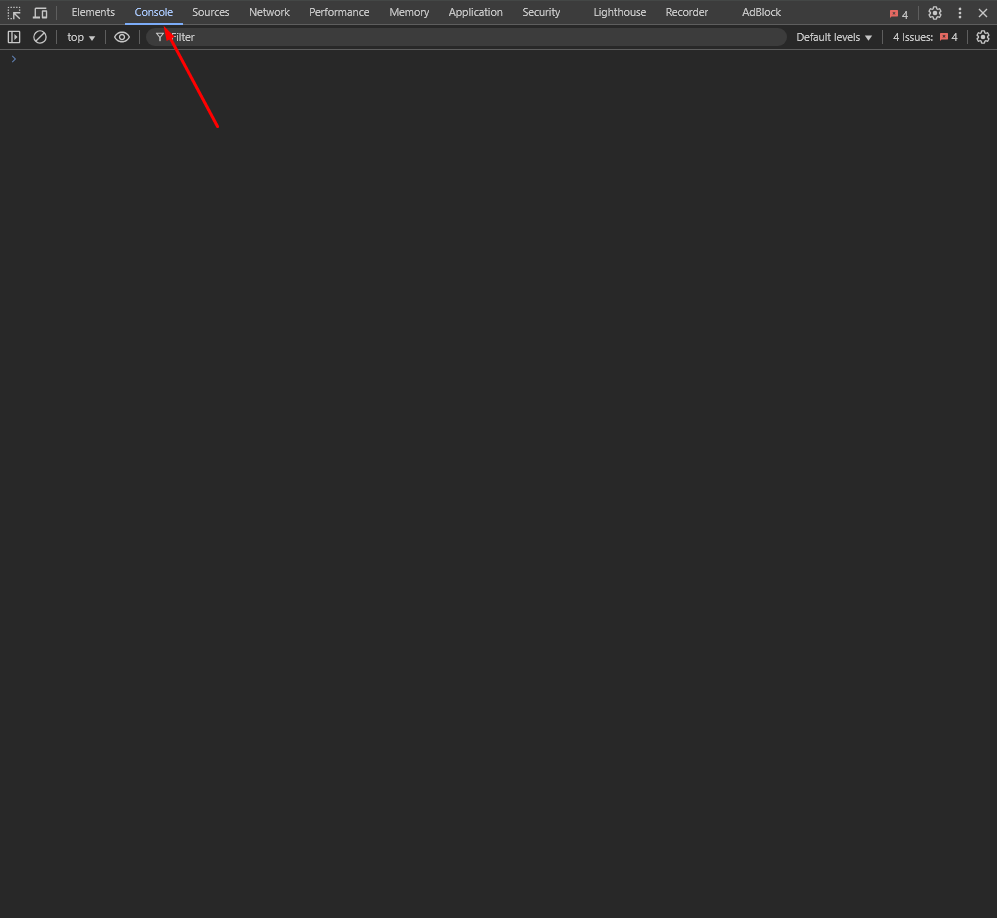 Elements Console Sources Network Performance Memory Application Security Lighthouse Recorder AdBlock 4
top Filter Default levels 4 Issues: 4